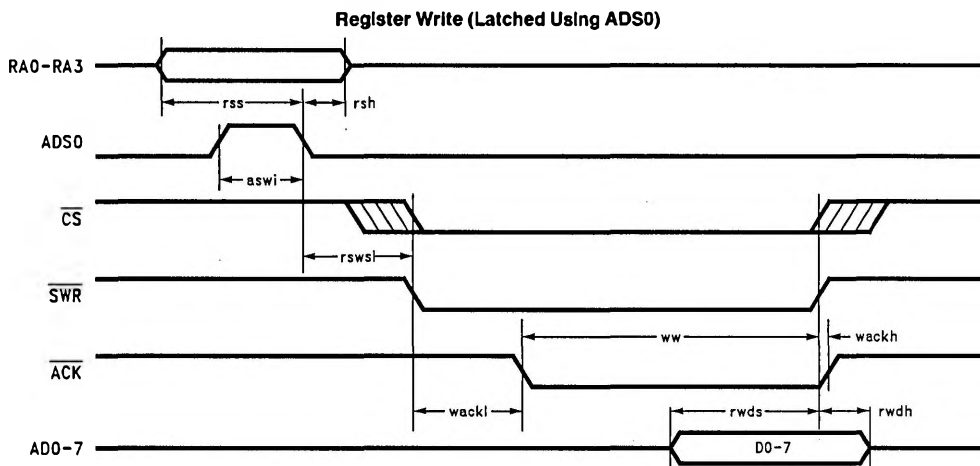 Register Write (Latched Using ADS0)
RA0-RA3
rss
rsh
ADS0
aswi
CS
rswsl
SWR
ww
wackh
ACK
wackl
rwds
rwdh
AD0-7
D0-7